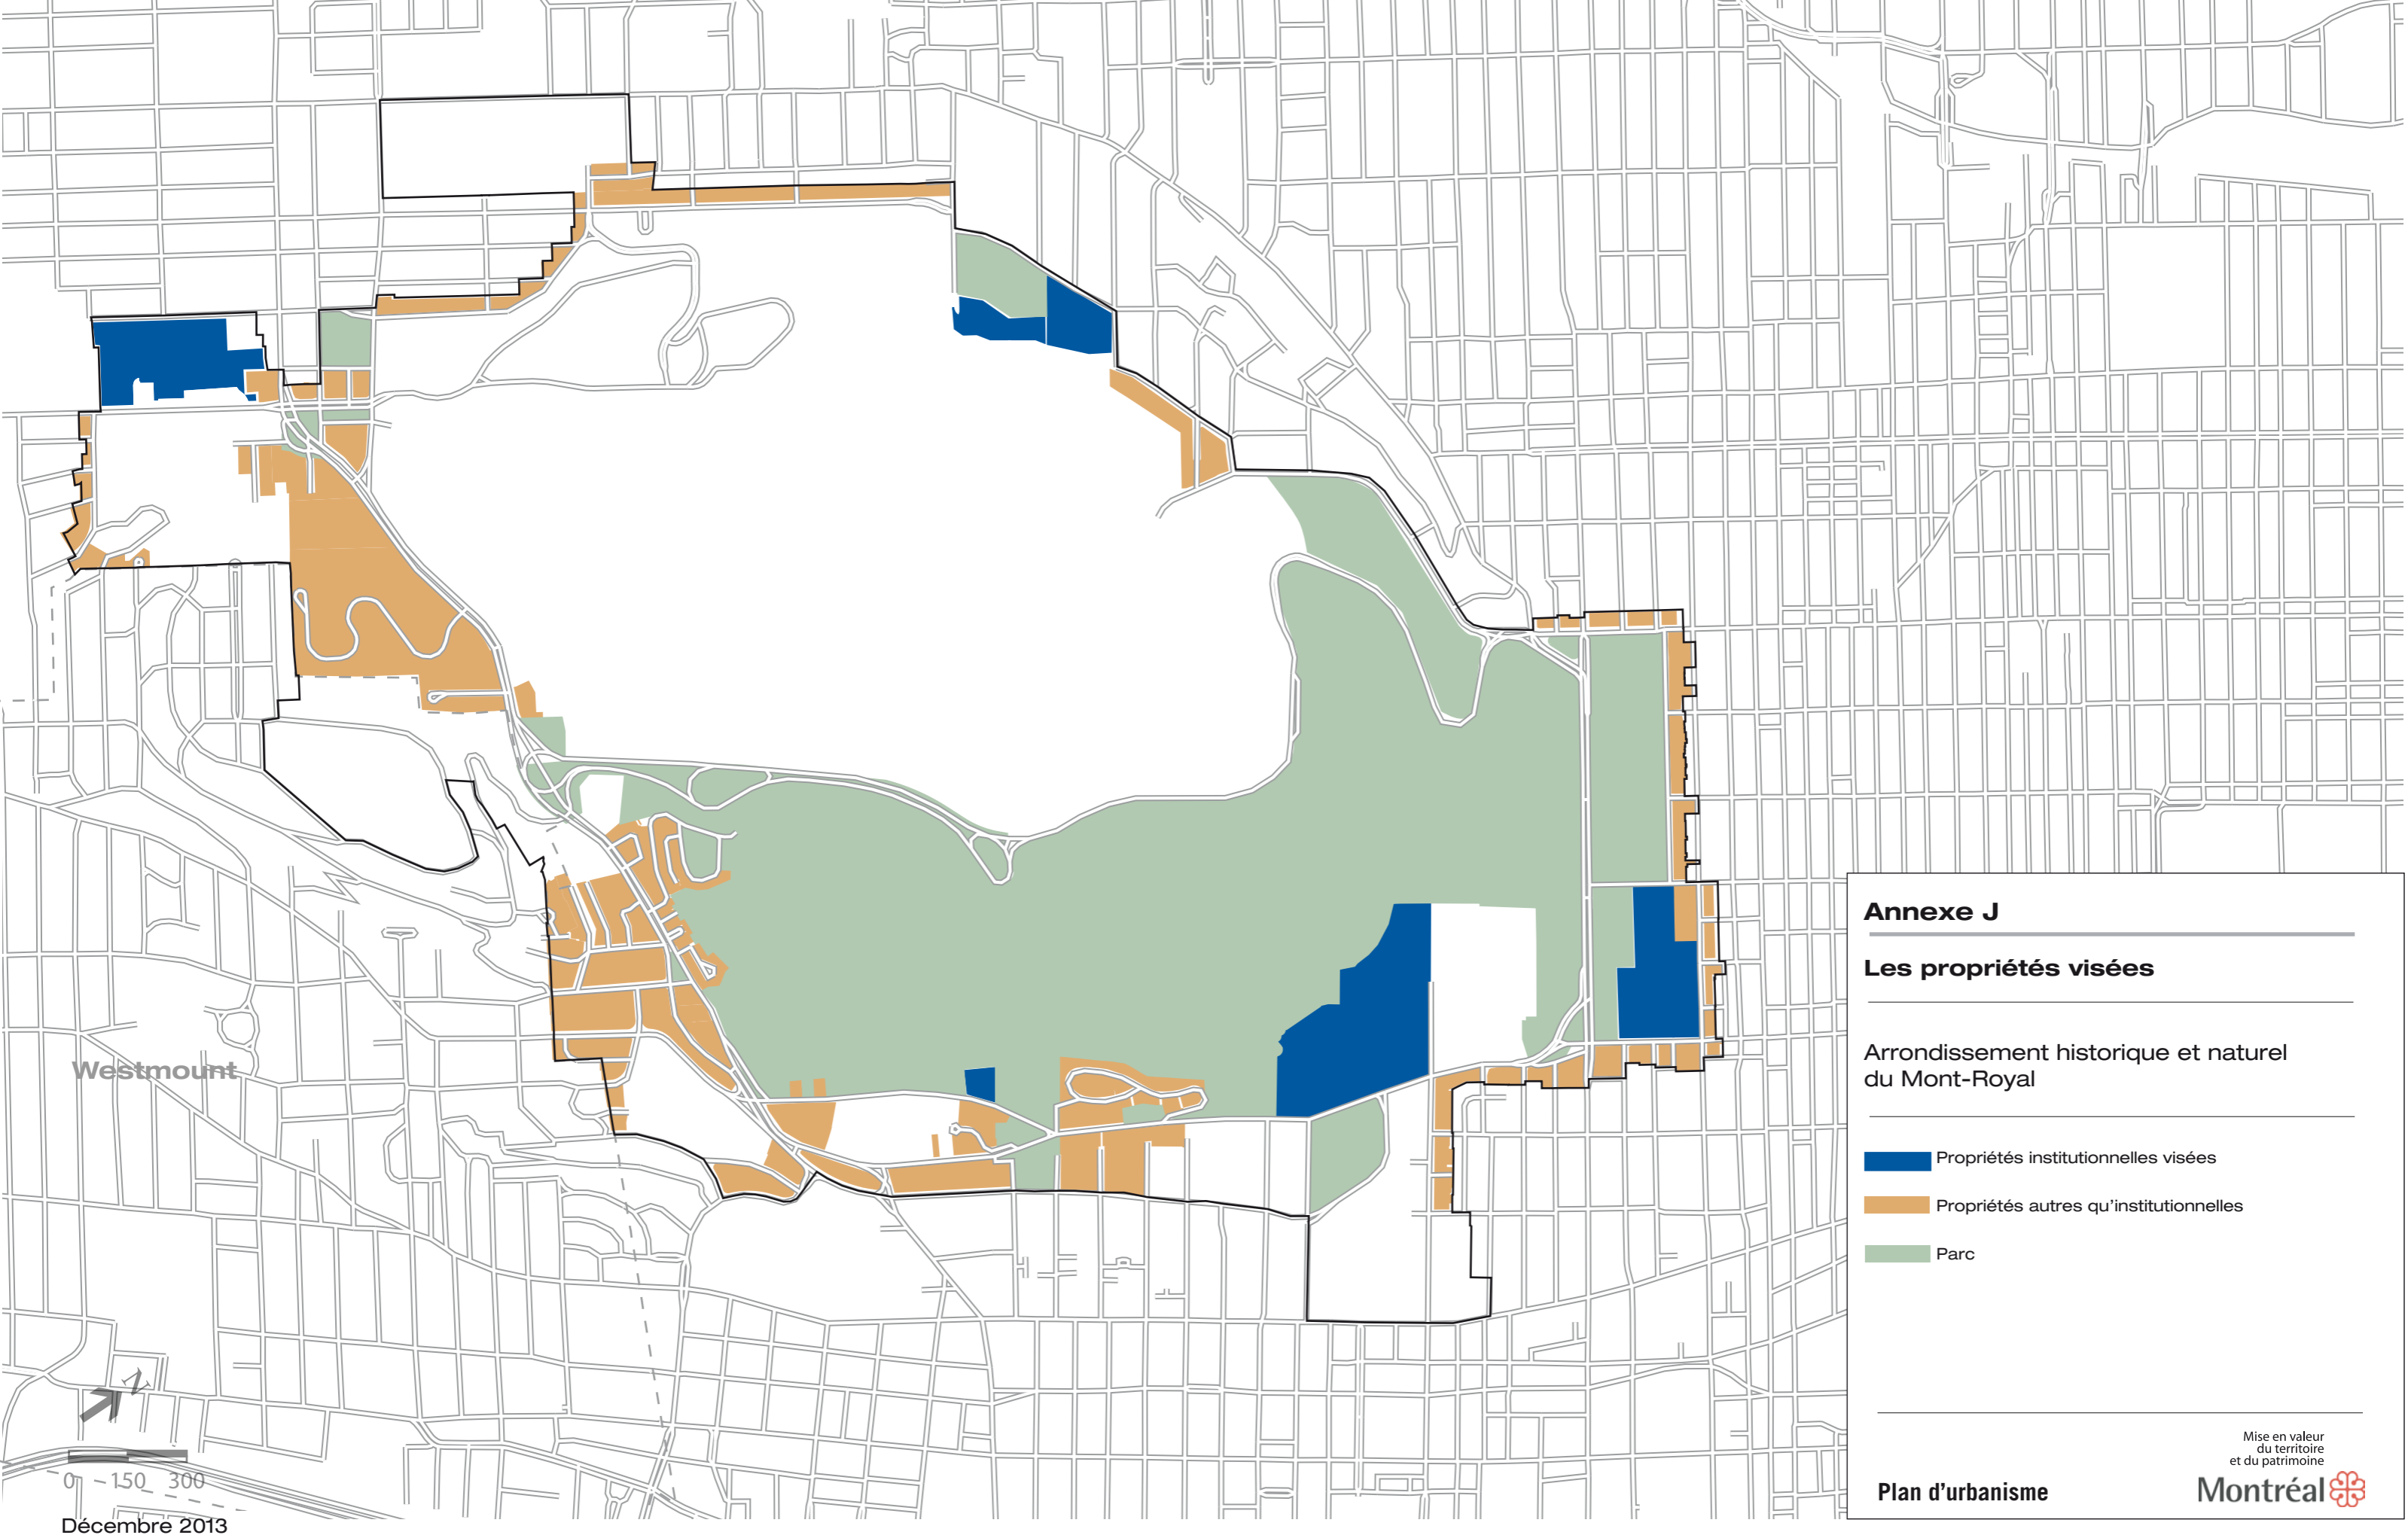 Westmount
N
0 150 300
Décembre 2013
Annexe J
Les propriétés visées
Arrondissement historique et naturel
du Mont-Royal
Propriétés institutionnelles visées
Propriétés autres qu'institutionnelles
Parc
Mise en valeur
du territoire
et du patrimoine
Plan d'urbanisme
Montréal